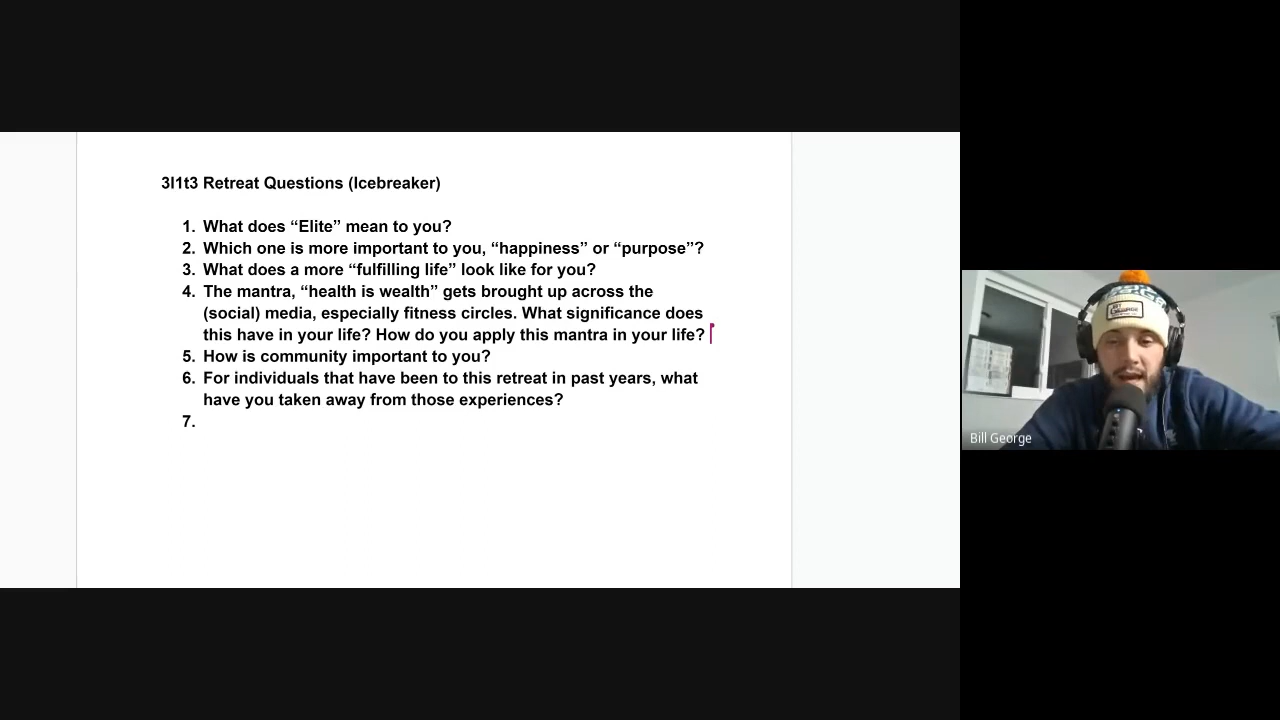 3l1t3 Retreat Questions (Icebreaker)
1. What does “Elite” mean to you?
2. Which one is more important to you, “happiness” or “purpose”?
3. What does a more “fulfilling life” look like for you?
4. The mantra, “health is wealth” gets brought up across the
(social) media, especially fitness circles. What significance does
this have in your life? How do you apply this mantra in your life?
5. How is community important to you?
6. For individuals that have been to this retreat in past years, what
have you taken away from those experiences?
7.
Bill George